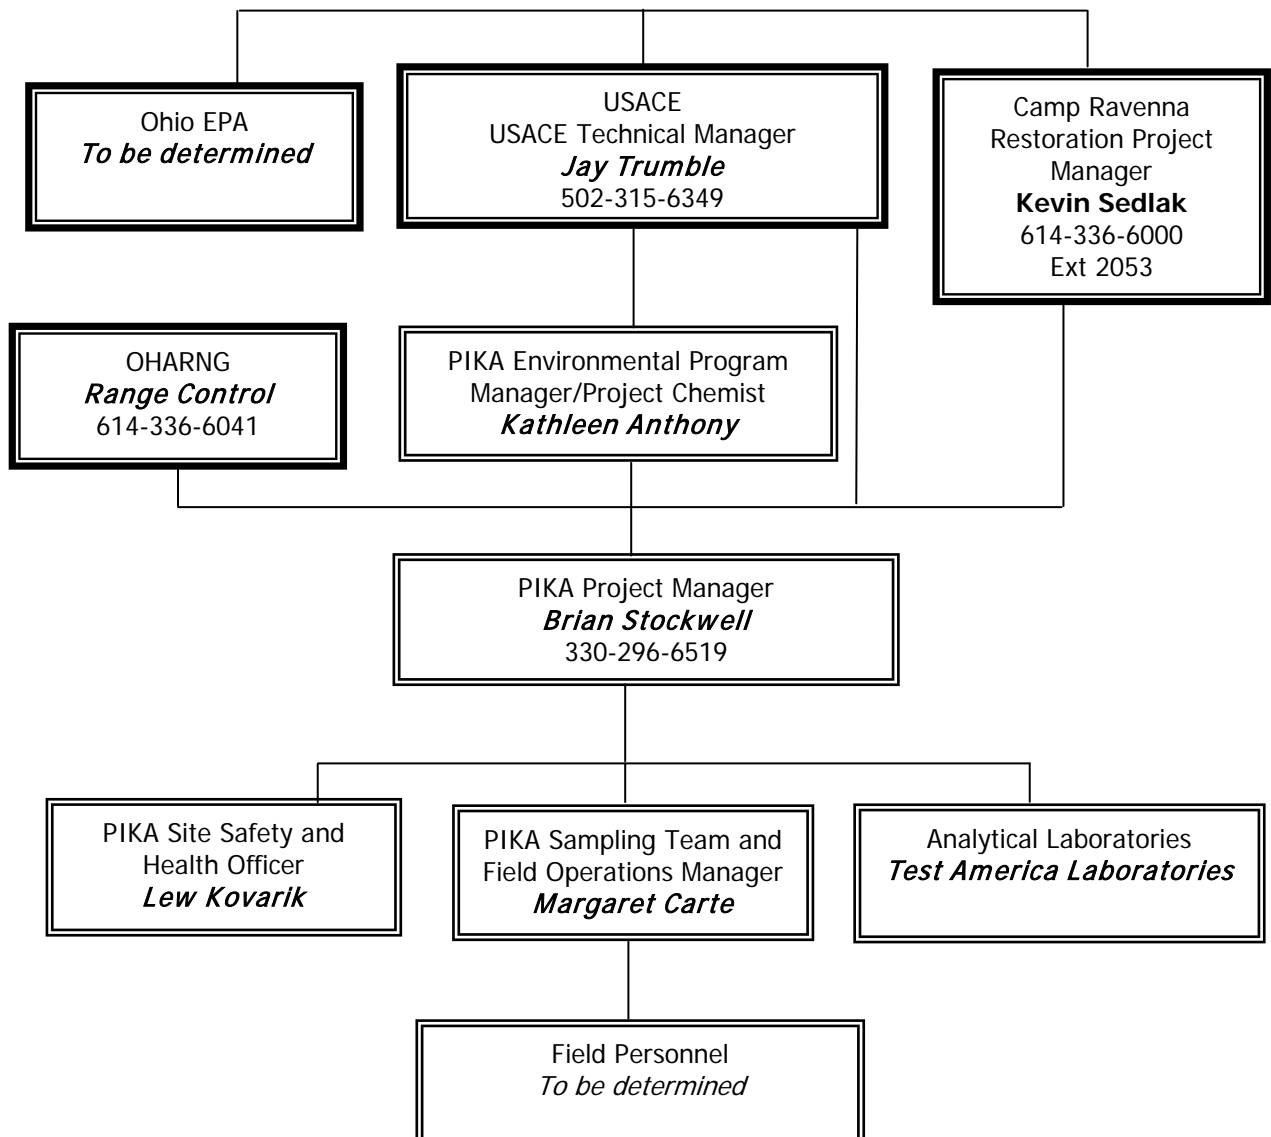 Ohio EPA
To be determined
USACE
USACE Technical Manager
Jay Trumble
502-315-6349
Camp Ravenna
Restoration Project
Manager
Kevin Sedlak
614-336-6000
Ext 2053
OHARNG
Range Control
614-336-6041
PIKA Environmental Program
Manager/Project Chemist
Kathleen Anthony
PIKA Project Manager
Brian Stockwell
330-296-6519
PIKA Site Safety and
Health Officer
Lew Kovarik
PIKA Sampling Team and
Field Operations Manager
Margaret Carte
Analytical Laboratories
Test America Laboratories
Field Personnel
To be determined